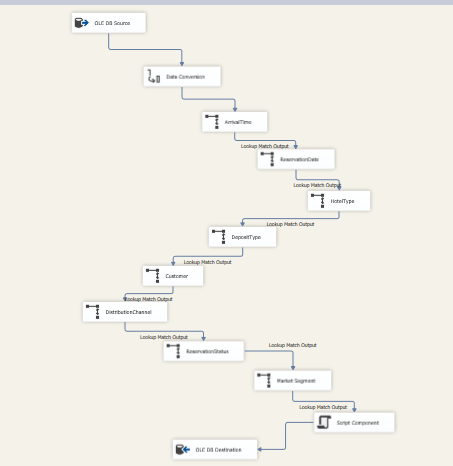 OLE DB Source
Data Conversion
ArrivalTime
Lookup Match Output
ReservationDate
Lookup Match Output
HotelType
Lookup Match Output
DepositType
Lookup Match Output
Customer
Lookup Match Output
DistributionChannel
Lookup Match Output
ReservationStatus
Lookup Match Output
Market Segment
Lookup Match Output
Script Component
OLE DB Destination